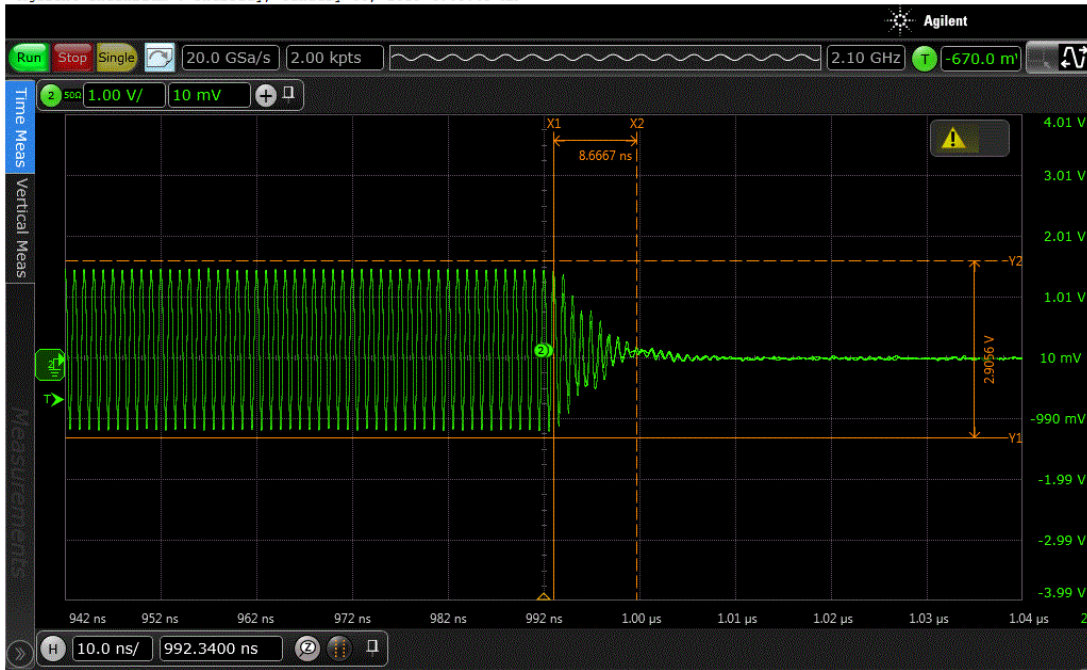 Agilent
Run Stop Single 20.0 GSa/s 2.00 kpts 2.10 GHz T -670.0 m
2 50Ω 1.00 V/ 10 mV +
Time Meas
Vertical Meas
Measurements
X1 X2
8.6667 ns
4.01 V
3.01 V
2.01 V
Y2
1.01 V
2.9056 V
2
10 mV
2
T
-990 mV
Y1
-1.99 V
-2.99 V
-3.99 V
942 ns 952 ns 962 ns 972 ns 982 ns 992 ns 1.00 µs 1.01 µs 1.02 µs 1.03 µs 1.04 µs 2
H 10.0 ns/ 992.3400 ns Z